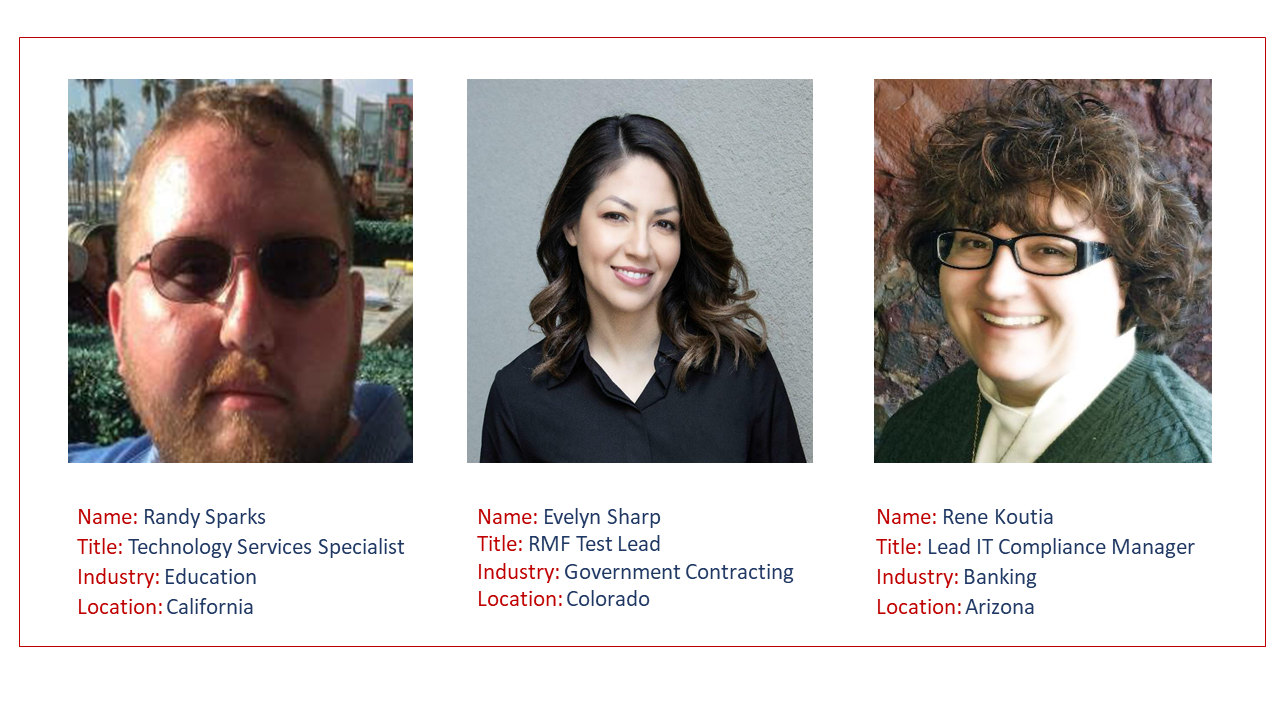 Name: Randy Sparks
Title: Technology Services Specialist
Industry: Education
Location: California
Name: Evelyn Sharp
Title: RMF Test Lead
Industry: Government Contracting
Location: Colorado
Name: Rene Koutia
Title: Lead IT Compliance Manager
Industry: Banking
Location: Arizona